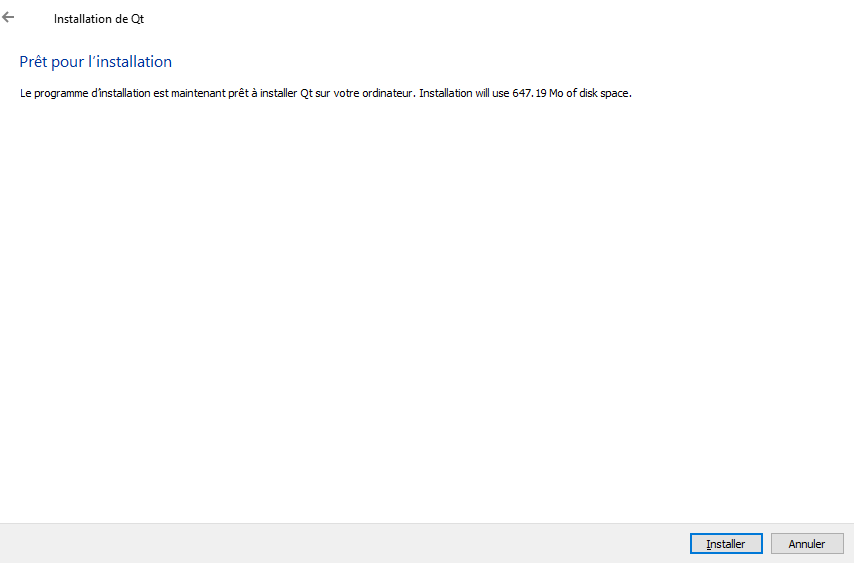 Installation de Qt
Prêt pour l’installation
Le programme d’installation est maintenant prêt à installer Qt sur votre ordinateur. Installation will use 647.19 Mo of disk space.
Installer
Annuler